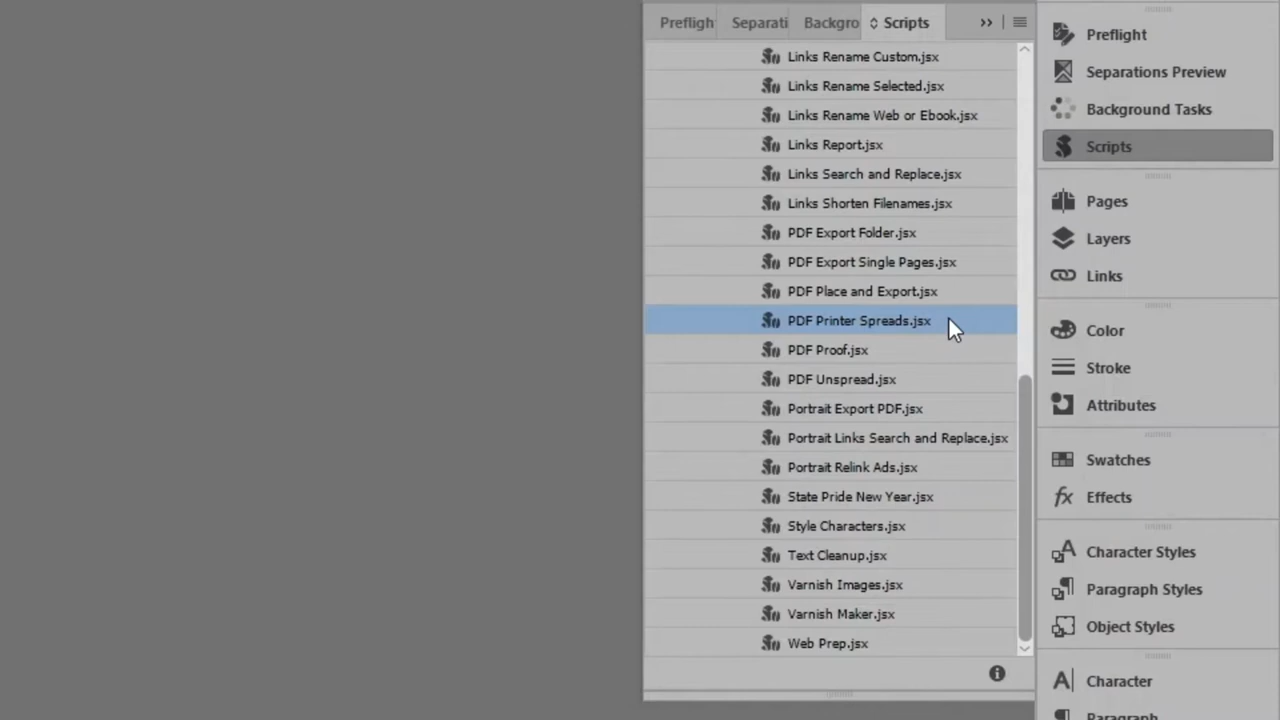 Prefligh Separati Backgro Scripts
Links Rename Custom.jsx
Links Rename Selected.jsx
Links Rename Web or Ebook.jsx
Links Report.jsx
Links Search and Replace.jsx
Links Shorten Filenames.jsx
PDF Export Folder.jsx
PDF Export Single Pages.jsx
PDF Place and Export.jsx
PDF Printer Spreads.jsx
PDF Proof.jsx
PDF Unspread.jsx
Portrait Export PDF.jsx
Portrait Links Search and Replace.jsx
Portrait Relink Ads.jsx
State Pride New Year.jsx
Style Characters.jsx
Text Cleanup.jsx
Varnish Images.jsx
Varnish Maker.jsx
Web Prep.jsx
Preflight
Separations Preview
Background Tasks
Scripts
Pages
Layers
Links
Color
Stroke
Attributes
Swatches
Effects
Character Styles
Paragraph Styles
Object Styles
Character
Paragraph